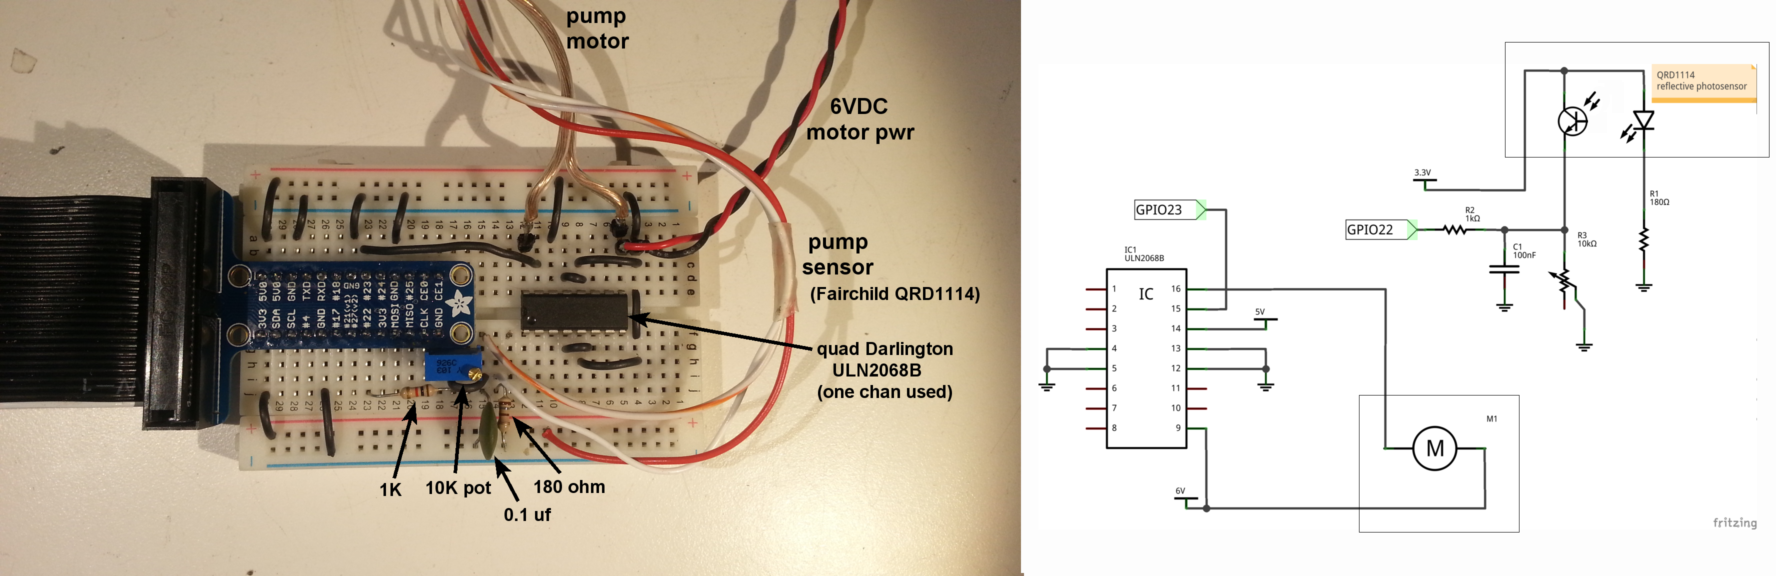 pump
motor
6VDC
motor pwr
pump
sensor
(Fairchild QRD1114)
quad Darlington
ULN2068B
(one chan used)
1K
10K pot
180 ohm
0.1 uf
3V3 5V0
SDA 5V0
SCL GND
#4 TXD
GND RXD
#17 #18
#22 #23
3V3 #24
MOSI GND
MISO #25
CLK CE0
GND CE1
QRD1114
reflective photosensor
3.3V
R1
180Ω
GPIO23
GPIO22
R2
1kΩ
R3
10kΩ
C1
100nF
IC1
ULN2068B
IC
1
2
3
4
5
6
7
8
16
15
14
13
12
11
10
9
5V
6V
M1
M
fritzing